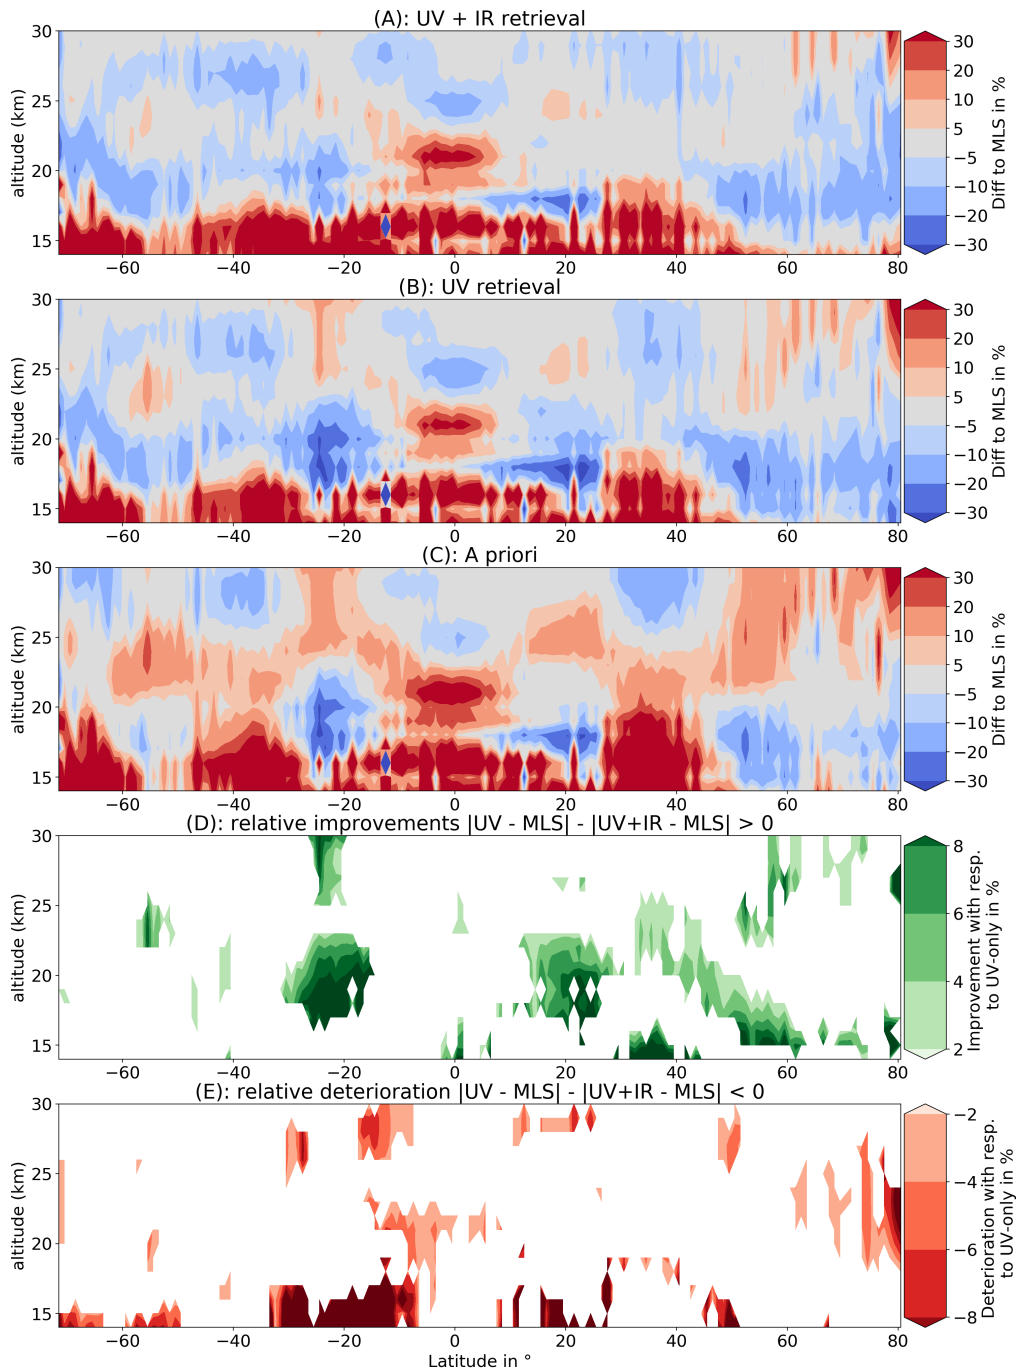 (A): UV + IR retrieval
30
25
20
15
altitude (km)
−60 −40 −20 0 20 40 60 80
30
20
10
5
−5
−10
−20
−30
Diff to MLS in %
(B): UV retrieval
30
25
20
15
altitude (km)
−60 −40 −20 0 20 40 60 80
30
20
10
5
−5
−10
−20
−30
Diff to MLS in %
(C): A priori
30
25
20
15
altitude (km)
−60 −40 −20 0 20 40 60 80
30
20
10
5
−5
−10
−20
−30
Diff to MLS in %
(D): relative improvements |UV - MLS| - |UV+IR - MLS| > 0
30
25
20
15
altitude (km)
−60 −40 −20 0 20 40 60 80
8
6
4
2
Improvement with resp.
to UV-only in %
(E): relative deterioration |UV - MLS| - |UV+IR - MLS| < 0
30
25
20
15
altitude (km)
−60 −40 −20 0 20 40 60 80
Latitude in °
−2
−4
−6
−8
Deterioration with resp.
to UV-only in %